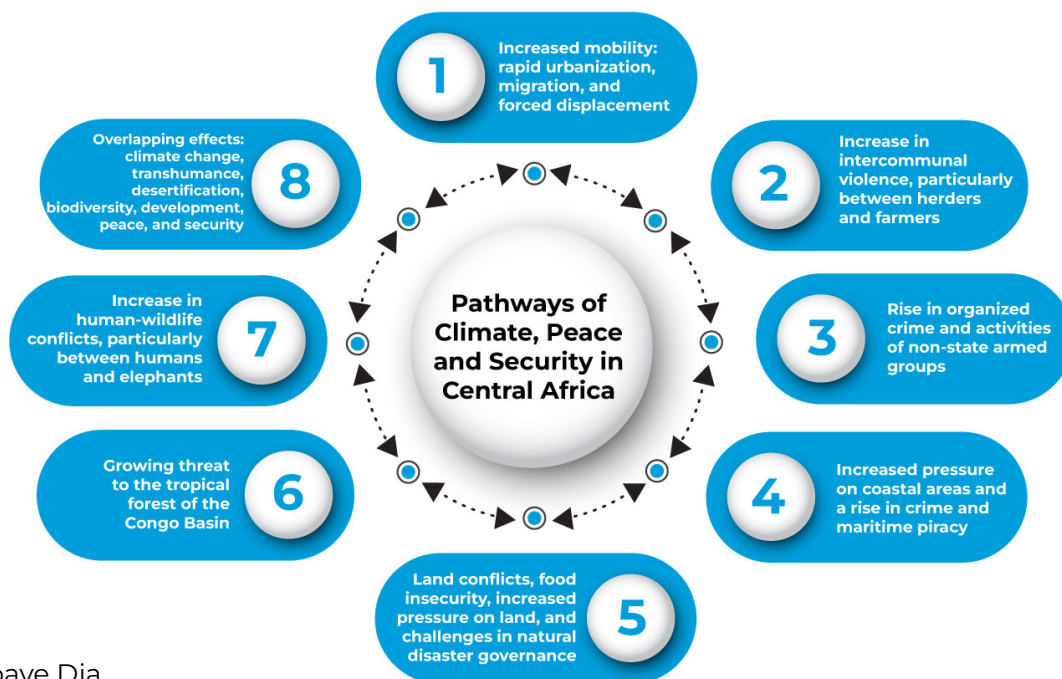 1
Increased mobility:
rapid urbanization,
migration, and
forced displacement
2
Increase in
intercommunal
violence, particularly
between herders
and farmers
3
Rise in organized
crime and activities
of non-state armed
groups
4
Increased pressure
on coastal areas and
a rise in crime and
maritime piracy
5
Land conflicts, food
insecurity, increased
pressure on land, and
challenges in natural
disaster governance
6
Growing threat
to the tropical
forest of the
Congo Basin
7
Increase in
human-wildlife
conflicts, particularly
between humans
and elephants
8
Overlapping effects:
climate change,
transhumance,
desertification,
biodiversity, development,
peace, and security
Pathways of
Climate, Peace
and Security in
Central Africa
Dia